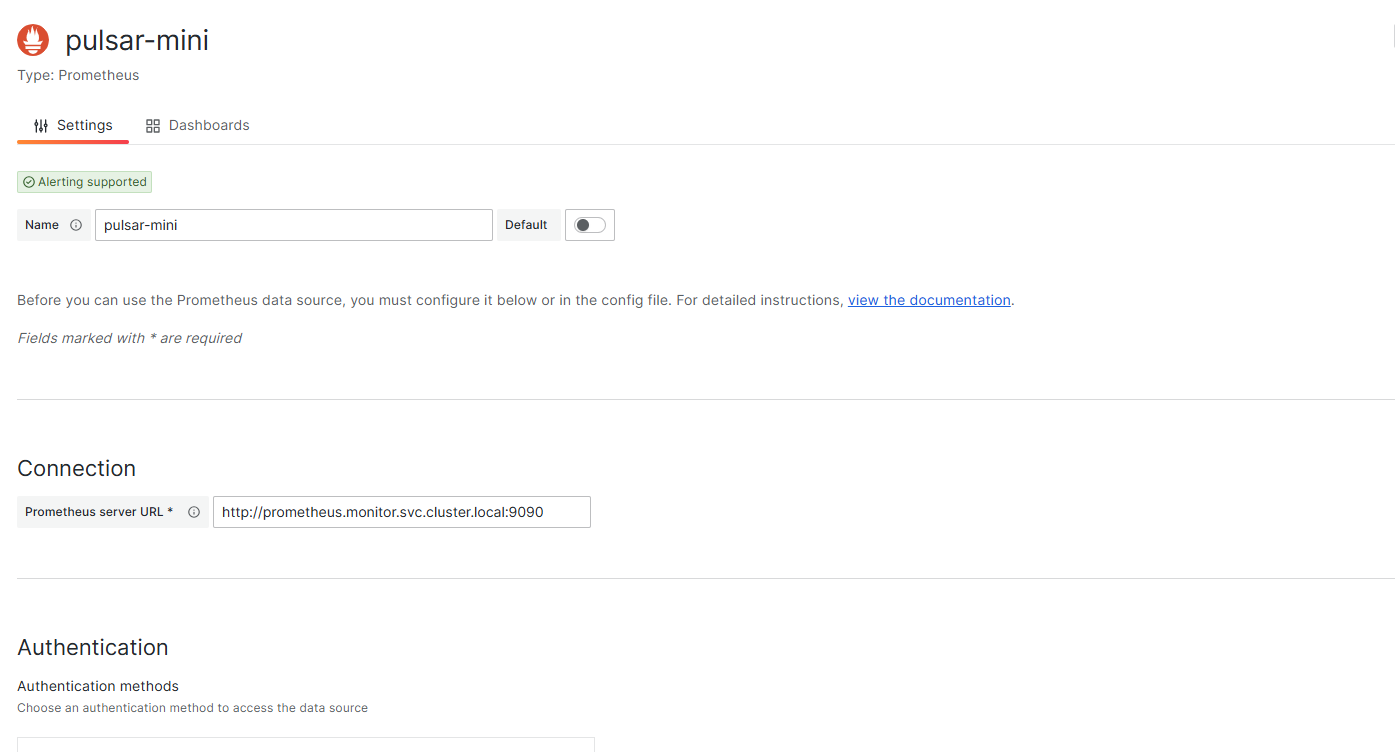 pulsar-mini
Type: Prometheus
Settings Dashboards
Alerting supported
Name pulsar-mini Default
Before you can use the Prometheus data source, you must configure it below or in the config file. For detailed instructions, view the documentation.
Fields marked with * are required
Connection
Prometheus server URL * http://prometheus.monitor.svc.cluster.local:9090
Authentication
Authentication methods
Choose an authentication method to access the data source